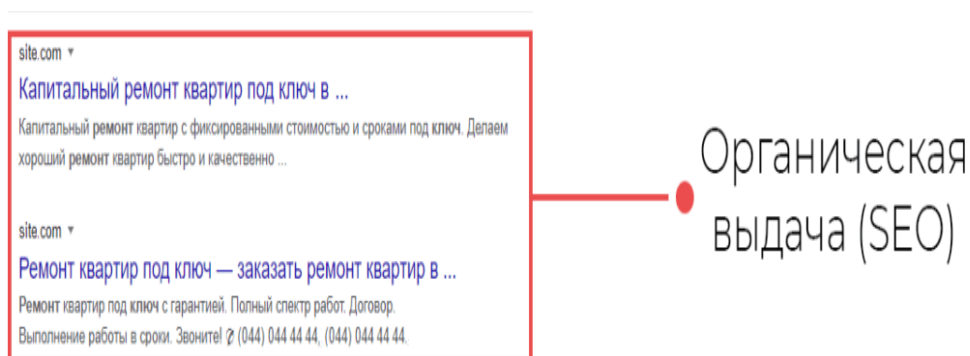 site.com
Капитальный ремонт квартир под ключ в ...
Капитальный ремонт квартир с фиксированными стоимостью и сроками под ключ. Делаем
хороший ремонт квартир быстро и качественно ...
site.com
Ремонт квартир под ключ — заказать ремонт квартир в ...
Ремонт квартир под ключ с гарантией. Полный спектр работ. Договор.
Выполнение работы в сроки. Звоните! ✆ (044) 044 44 44, (044) 044 44 44.
Органическая
выдача (SEO)